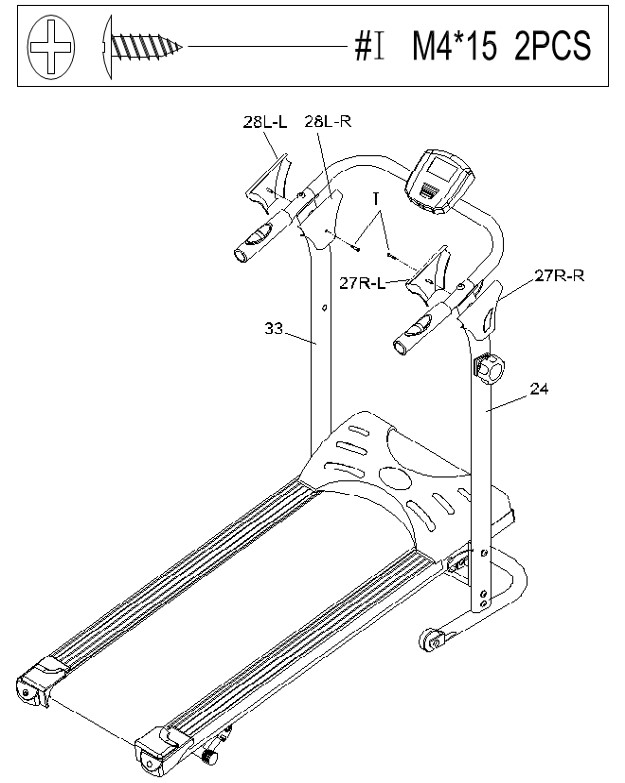 #I M4*15 2PCS
28L-L 28L-R
I
27R-L
27R-R
33
24